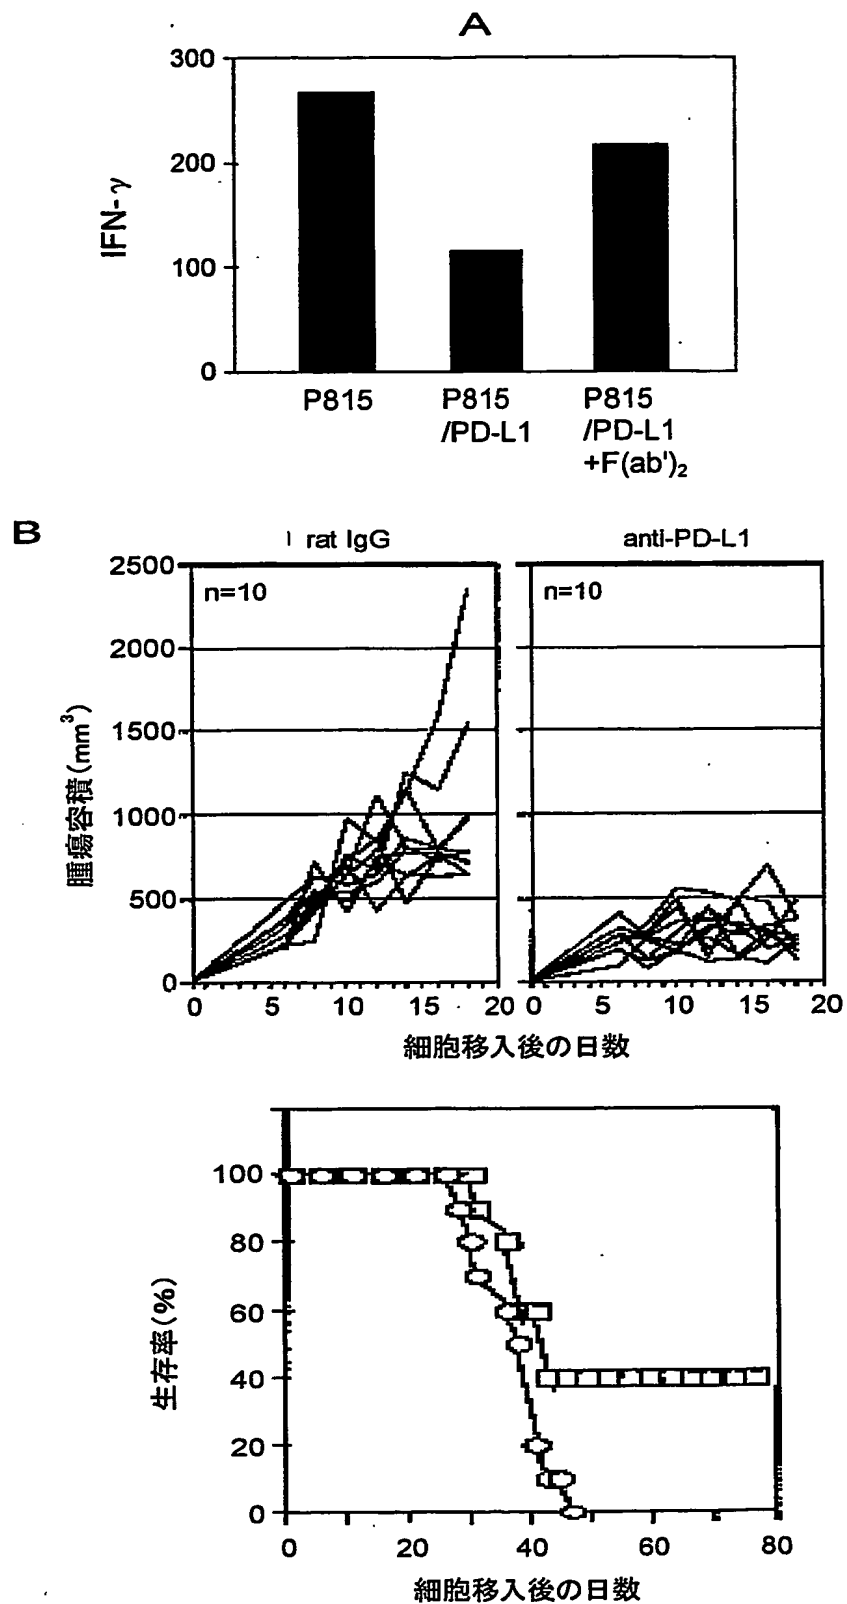 A
300
200
100
0
IFN-γ
P815
P815
/PD-L1
P815
/PD-L1
+F(ab')₂
B
rat IgG
anti-PD-L1
2500
2000
1500
1000
500
0
n=10
n=10
腫瘍容積(mm³)
0 5 10 15 20
0 5 10 15 20
細胞移入後の日数
100
80
60
40
20
0
生存率(%)
0 20 40 60 80
細胞移入後の日数